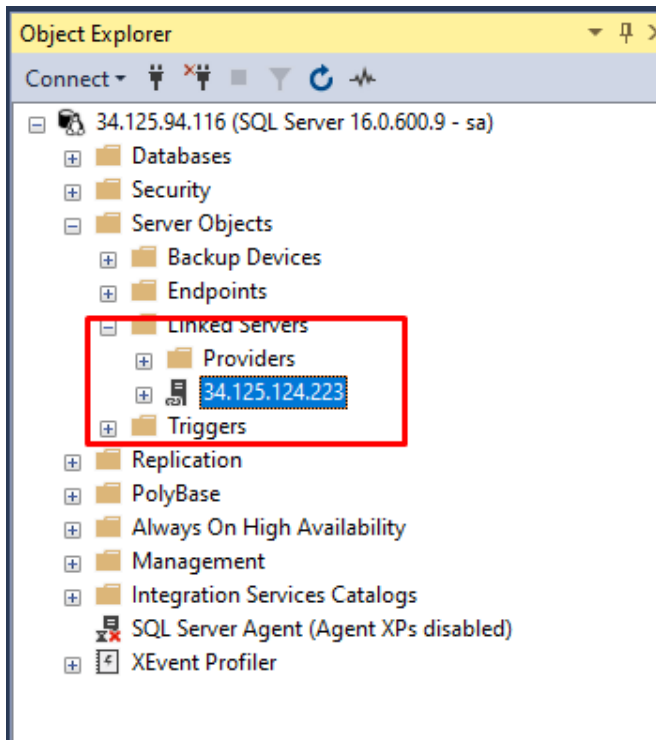 Object Explorer
Connect
34.125.94.116 (SQL Server 16.0.600.9 - sa)
Databases
Security
Server Objects
Backup Devices
Endpoints
Linked Servers
Providers
34.125.124.223
Triggers
Replication
PolyBase
Always On High Availability
Management
Integration Services Catalogs
SQL Server Agent (Agent XPs disabled)
XEvent Profiler